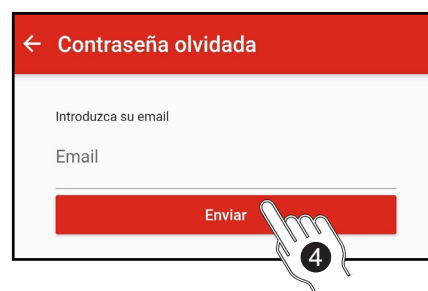 ← Contraseña olvidada
Introduzca su email
Email
Enviar
4